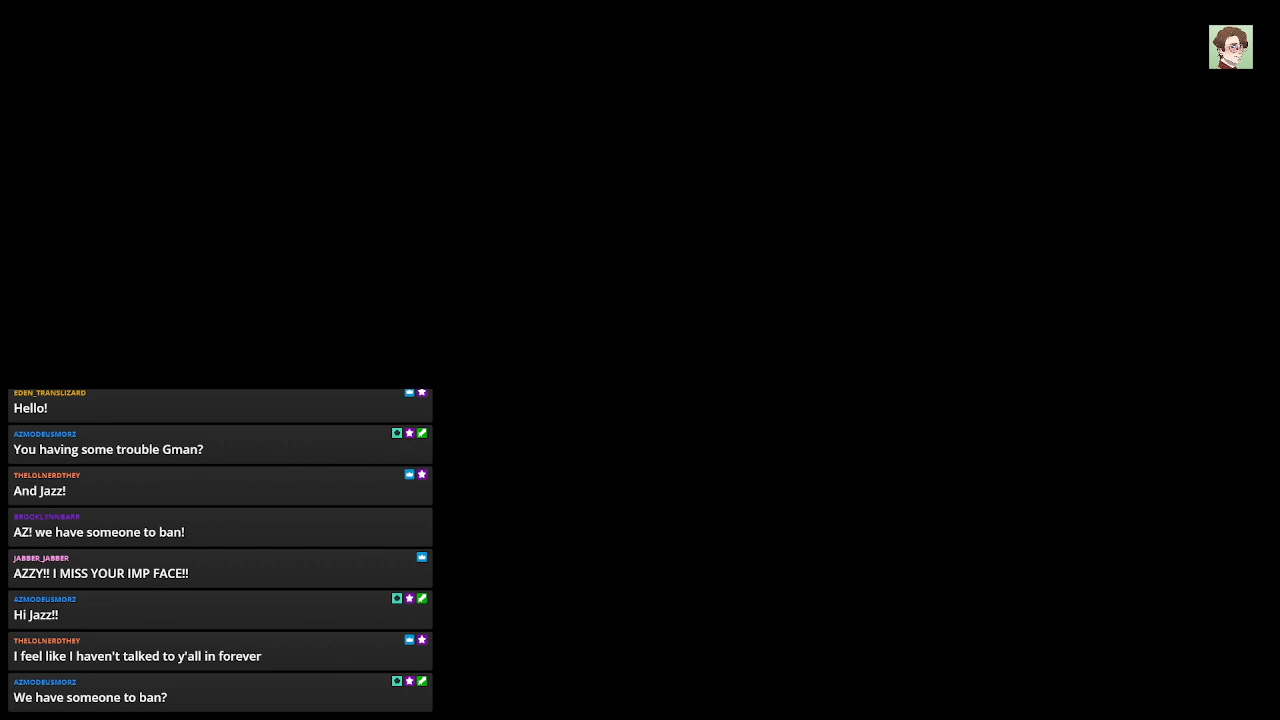 EDEN_TRANSLIZARD
Hello!
AZMODEUSMORZ
You having some trouble Gman?
THELOLNERDTHEY
And Jazz!
BROOKLYNNBARR
AZ! we have someone to ban!
JABBER_JABBER
AZZY!! I MISS YOUR IMP FACE!!
AZMODEUSMORZ
Hi Jazz!!
THELOLNERDTHEY
I feel like I haven't talked to y'all in forever
AZMODEUSMORZ
We have someone to ban?